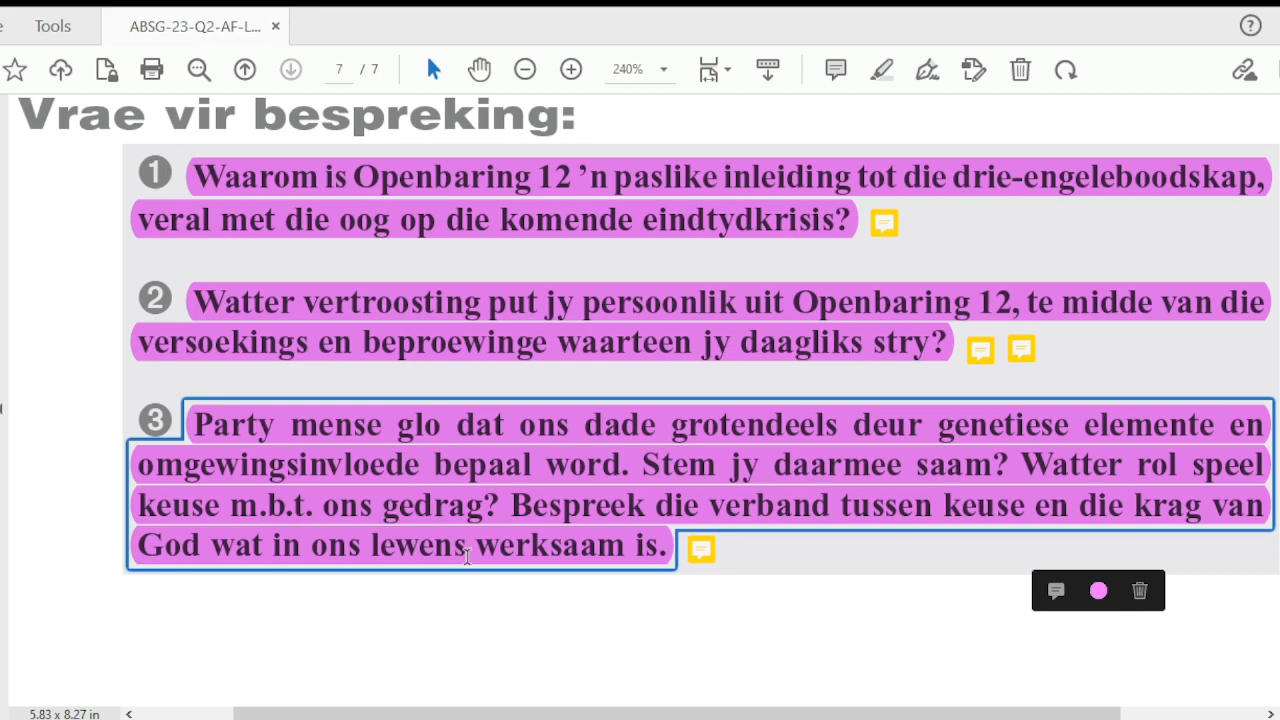 Tools
ABSG-23-Q2-AF-L... ×
7 / 7
240%
Vrae vir bespreking:
1 Waarom is Openbaring 12 ’n paslike inleiding tot die drie-engeleboodskap,
veral met die oog op die komende eindtydkrisis?
2 Watter vertroosting put jy persoonlik uit Openbaring 12, te midde van die
versoekings en beproewinge waarteen jy daagliks stry?
3 Party mense glo dat ons dade grotendeels deur genetiese elemente en
omgewingsinvloede bepaal word. Stem jy daarmee saam? Watter rol speel
keuse m.b.t. ons gedrag? Bespreek die verband tussen keuse en die krag van
God wat in ons lewens werksaam is.
5.83 x 8.27 in